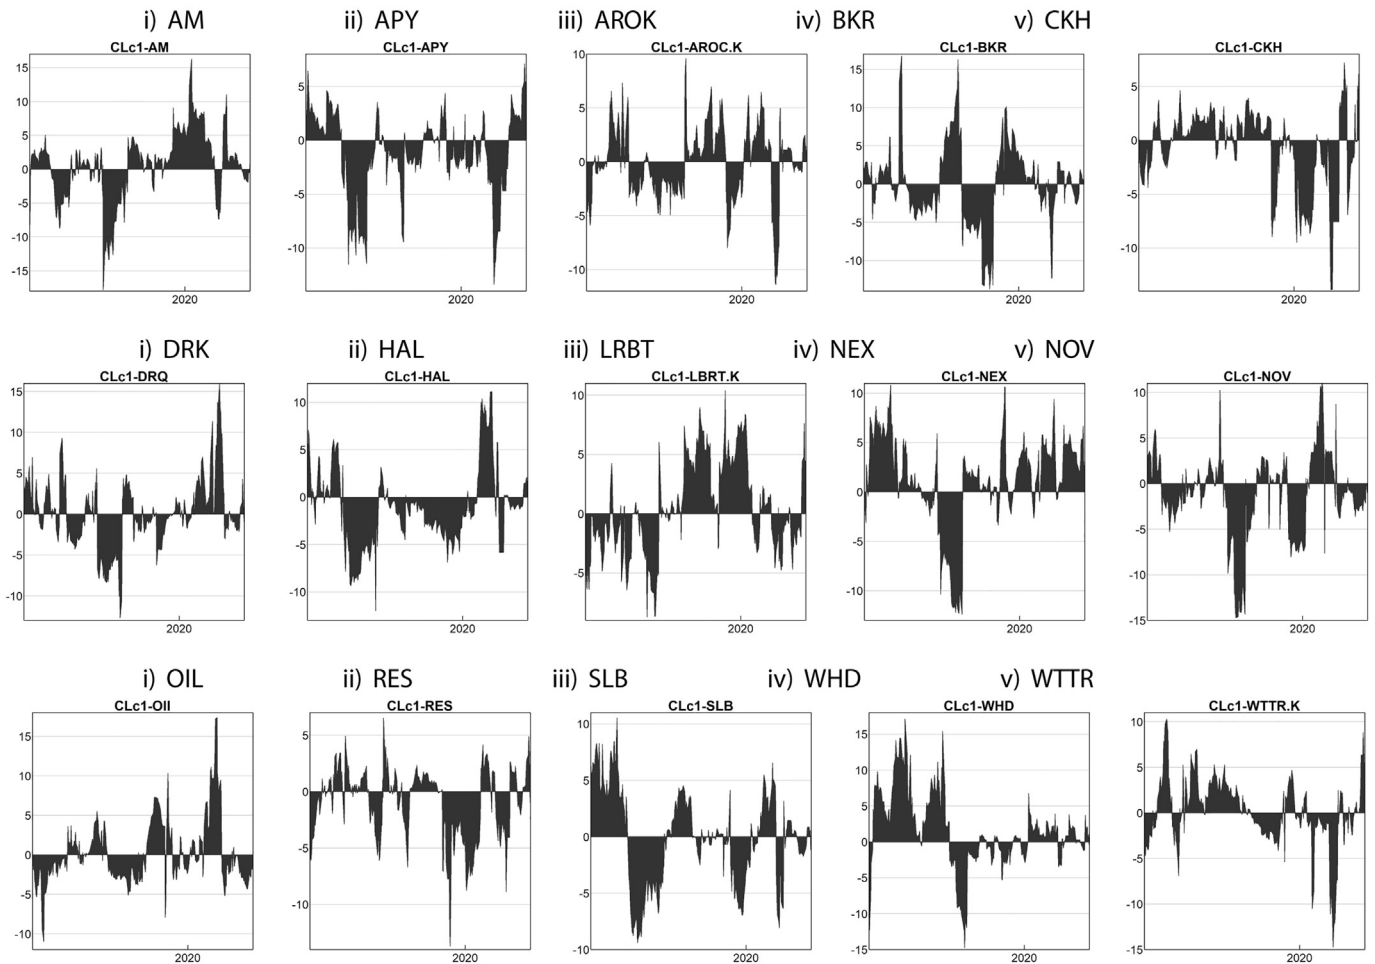 i) AM ii) APY iii) AROK iv) BKR v) CKH
CLc1-AM CLc1-APY CLc1-AROC.K CLc1-BKR CLc1-CKH
15 10 5 0 -5 -10 -15 2020
5 0 -5 -10 2020
10 5 0 -5 -10 2020
15 10 5 0 -5 -10 2020
5 0 -5 -10 2020
i) DRK ii) HAL iii) LRBT iv) NEX v) NOV
CLc1-DRQ CLc1-HAL CLc1-LBRT.K CLc1-NEX CLc1-NOV
15 10 5 0 -5 -10 2020
10 5 0 -5 -10 2020
10 5 0 -5 2020
10 5 0 -5 -10 2020
10 5 0 -5 -10 -15 2020
i) OIL ii) RES iii) SLB iv) WHD v) WTTR
CLc1-OII CLc1-RES CLc1-SLB CLc1-WHD CLc1-WTTR.K
15 10 5 0 -5 -10 2020
5 0 -5 -10 2020
10 5 0 -5 -10 2020
15 10 5 0 -5 -10 -15 2020
10 5 0 -5 -10 -15 2020